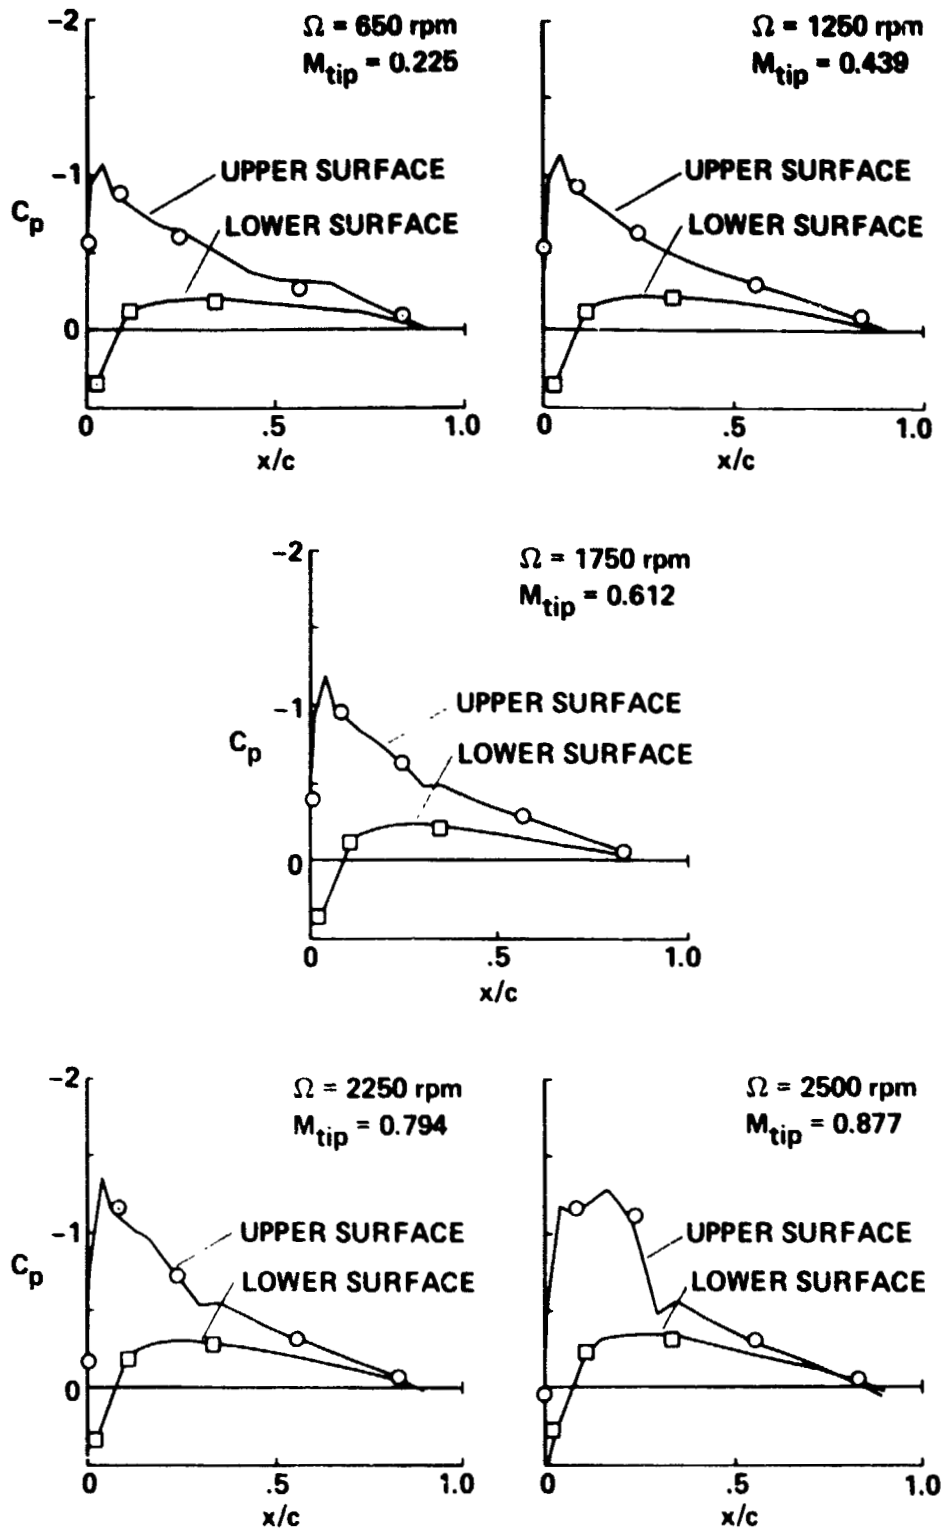 Ω = 650 rpm
M_tip = 0.225
-2
-1
0
C_p
UPPER SURFACE
LOWER SURFACE
0 .5 1.0
x/c
Ω = 1250 rpm
M_tip = 0.439
UPPER SURFACE
LOWER SURFACE
0 .5 1.0
x/c
Ω = 1750 rpm
M_tip = 0.612
-2
-1
0
C_p
UPPER SURFACE
LOWER SURFACE
0 .5 1.0
x/c
Ω = 2250 rpm
M_tip = 0.794
-2
-1
0
C_p
UPPER SURFACE
LOWER SURFACE
0 .5 1.0
x/c
Ω = 2500 rpm
M_tip = 0.877
UPPER SURFACE
LOWER SURFACE
0 .5 1.0
x/c